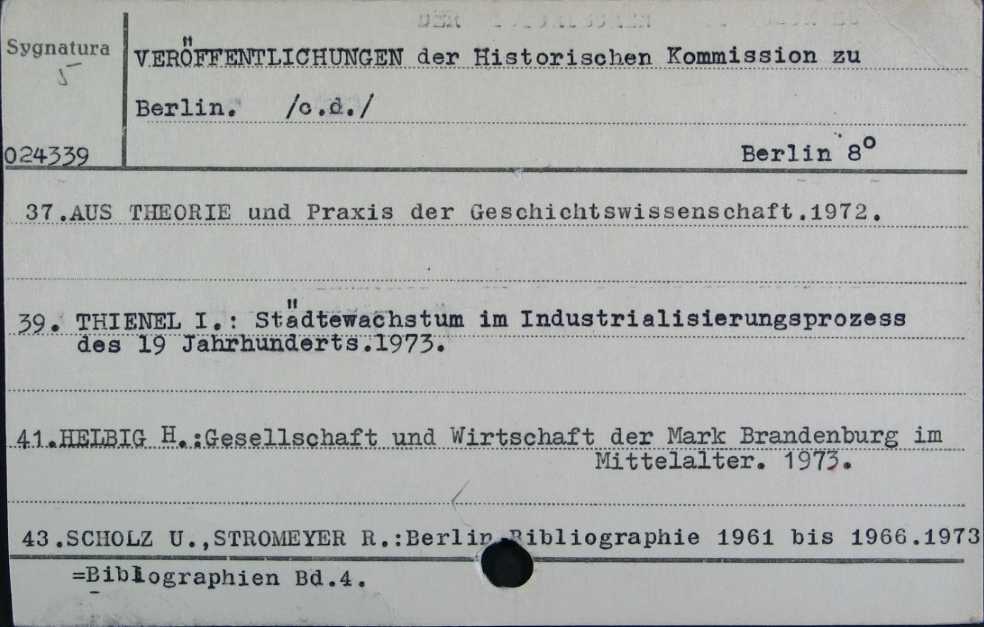 Sygnatura
5
024339
VERÖFFENTLICHUNGEN der Historischen Kommission zu
Berlin. /c.d./
Berlin 8°
37.AUS THEORIE und Praxis der Geschichtswissenschaft.1972.
39. THIENEL I.: Städtewachstum im Industrialisierungsprozess
des 19 Jahrhunderts.1973.
41.HELBIG H.:Gesellschaft und Wirtschaft der Mark Brandenburg im
Mittelalter. 1973.
43.SCHOLZ U.,STROMEYER R.:Berlin-Bibliographie 1961 bis 1966.1973
=Bibliographien Bd.4.